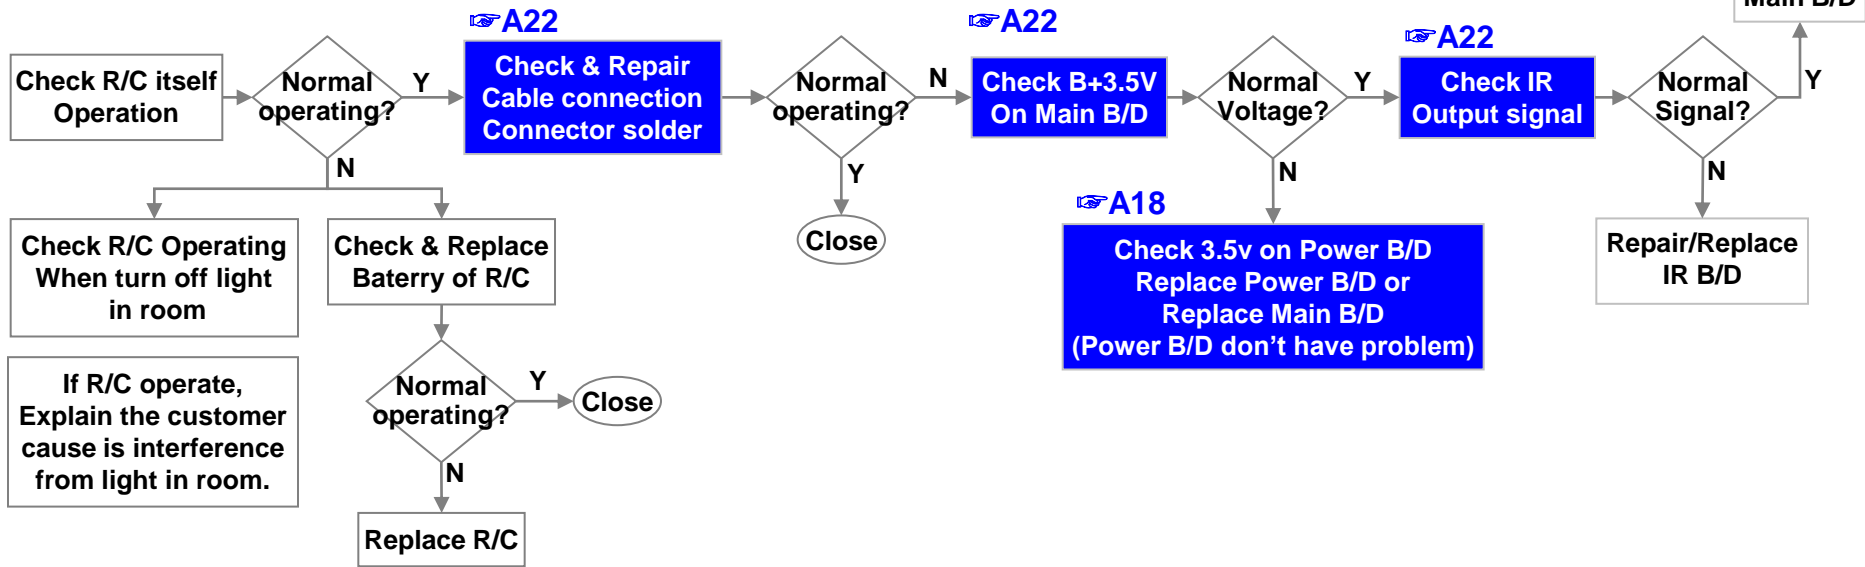 Main B/D
☞A22
☞A22
☞A22
Check R/C itself
Operation
Normal
operating?
Y
Check & Repair
Cable connection
Connector solder
Normal
operating?
N
Check B+3.5V
On Main B/D
Normal
Voltage?
Y
Check IR
Output signal
Normal
Signal?
Y
N
Y
N
N
Close
☞A18
Check R/C Operating
When turn off light
in room
Check & Replace
Baterry of R/C
Check 3.5v on Power B/D
Replace Power B/D or
Replace Main B/D
(Power B/D don't have problem)
Repair/Replace
IR B/D
If R/C operate,
Explain the customer
cause is interference
from light in room.
Normal
operating?
Y
Close
N
Replace R/C